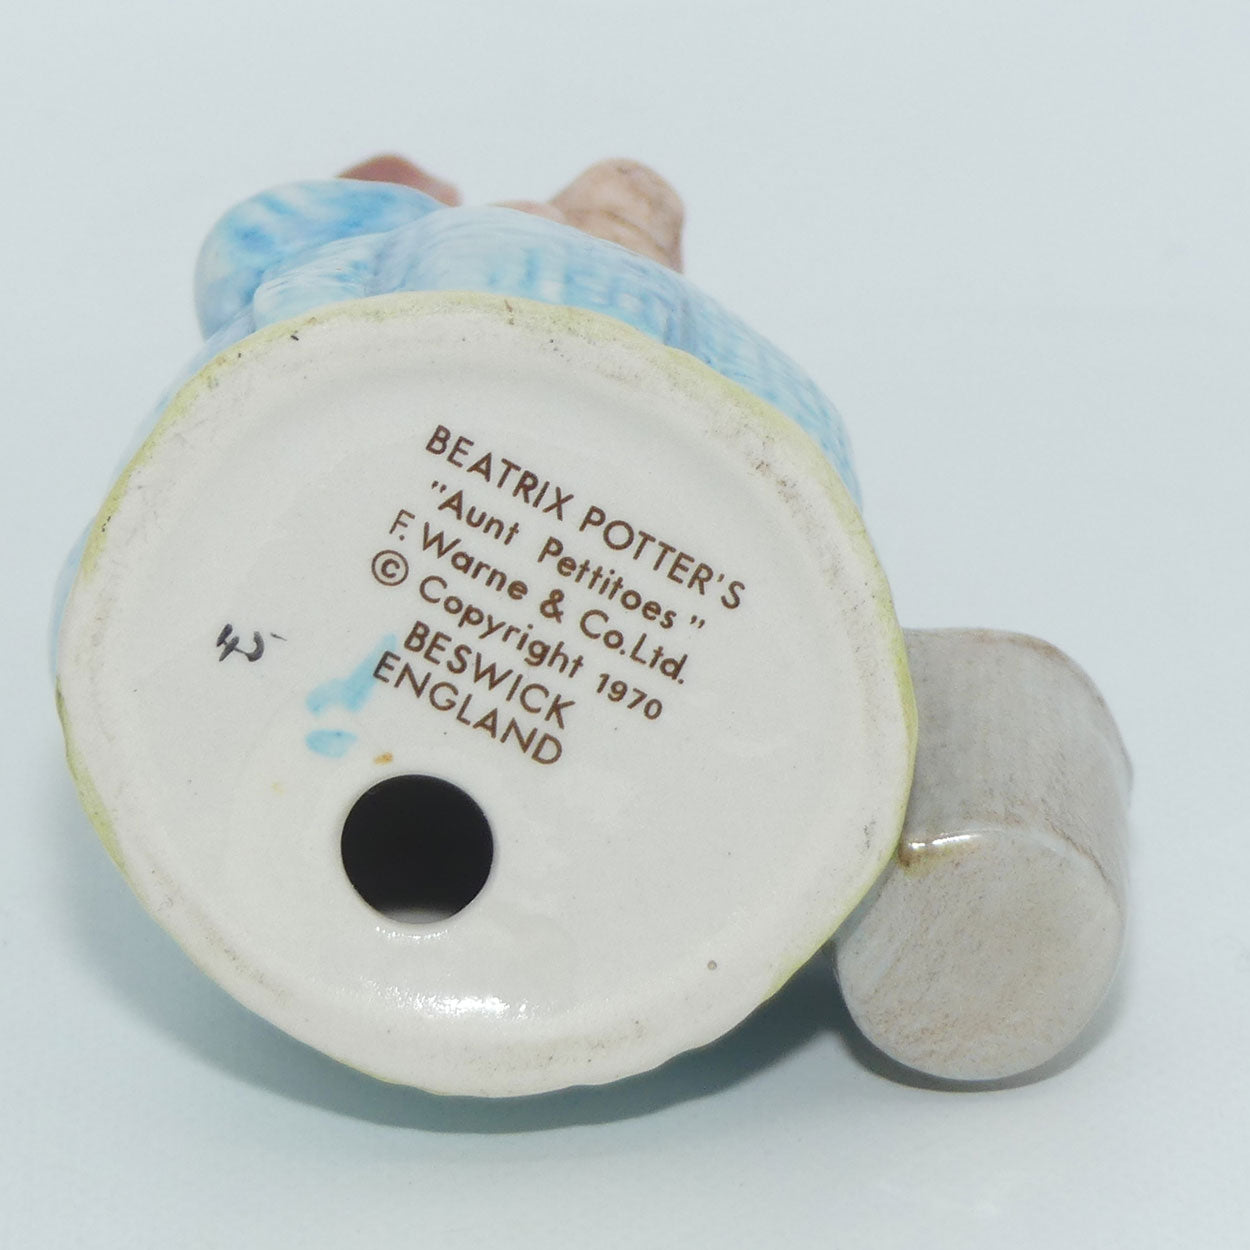 BEATRIX POTTER'S
"Aunt Pettitoes"
F. Warne & Co. Ltd.
© Copyright 1970
BESWICK
ENGLAND